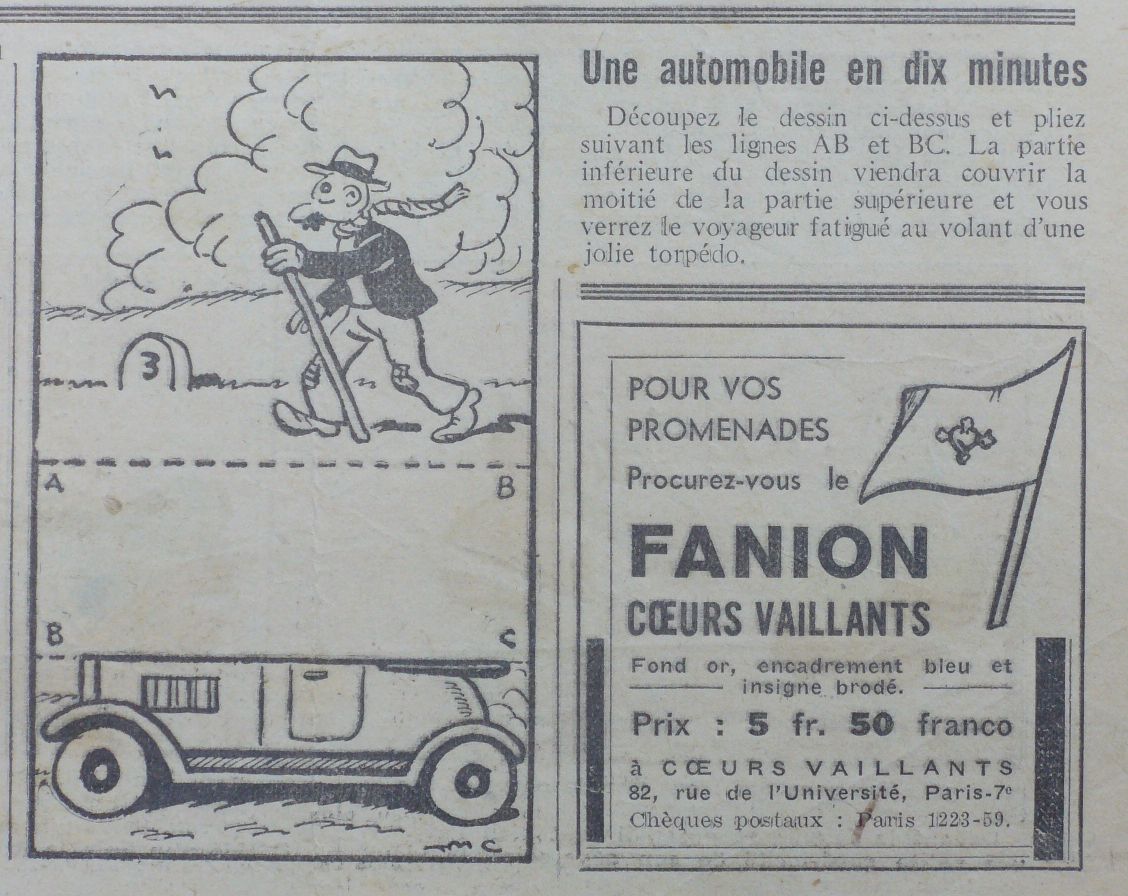 3
A
B
B
C
MC
Une automobile en dix minutes
Découpez le dessin ci-dessus et pliez
suivant les lignes AB et BC. La partie
inférieure du dessin viendra couvrir la
moitié de la partie supérieure et vous
verrez le voyageur fatigué au volant d'une
jolie torpédo.
POUR VOS
PROMENADES
Procurez-vous le
FANION
CŒURS VAILLANTS
Fond or, encadrement bleu et
insigne brodé.
Prix : 5 fr. 50 franco
à CŒURS VAILLANTS
82, rue de l'Université, Paris-7e
Chèques postaux : Paris 1223-59.